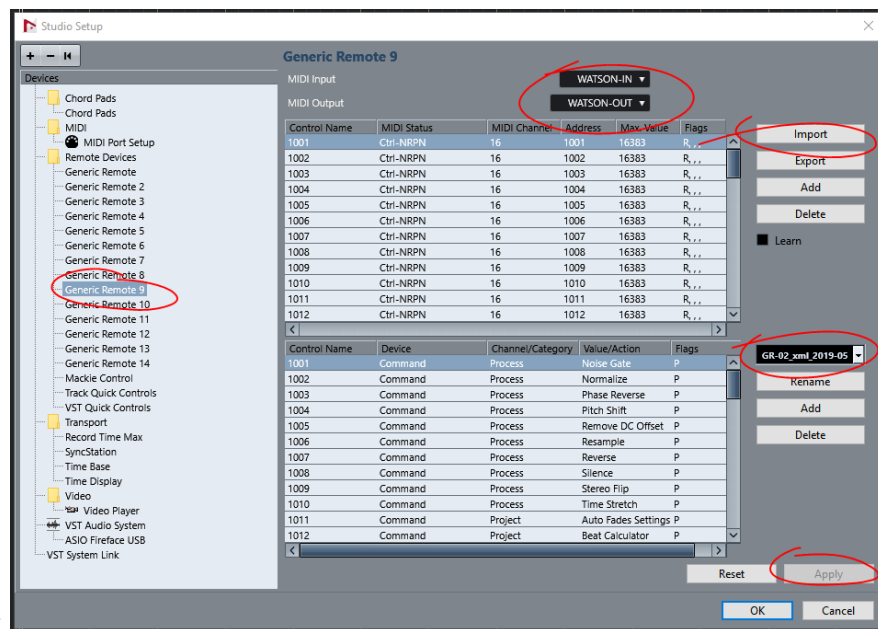 Studio Setup
Devices
Chord Pads
Chord Pads
MIDI
MIDI Port Setup
Remote Devices
Generic Remote
Generic Remote 2
Generic Remote 3
Generic Remote 4
Generic Remote 5
Generic Remote 6
Generic Remote 7
Generic Remote 8
Generic Remote 9
Generic Remote 10
Generic Remote 11
Generic Remote 12
Generic Remote 13
Generic Remote 14
Mackie Control
Track Quick Controls
VST Quick Controls
Transport
Record Time Max
SyncStation
Time Base
Time Display
Video
Video Player
VST Audio System
ASIO Fireface USB
VST System Link
Generic Remote 9
MIDI Input WATSON-IN
MIDI Output WATSON-OUT
Control Name MIDI Status MIDI Channel Address Max. Value Flags
1001 Ctrl-NRPN 16 1001 16383 R, , ,
1002 Ctrl-NRPN 16 1002 16383 R, , ,
1003 Ctrl-NRPN 16 1003 16383 R, , ,
1004 Ctrl-NRPN 16 1004 16383 R, , ,
1005 Ctrl-NRPN 16 1005 16383 R, , ,
1006 Ctrl-NRPN 16 1006 16383 R, , ,
1007 Ctrl-NRPN 16 1007 16383 R, , ,
1008 Ctrl-NRPN 16 1008 16383 R, , ,
1009 Ctrl-NRPN 16 1009 16383 R, , ,
1010 Ctrl-NRPN 16 1010 16383 R, , ,
1011 Ctrl-NRPN 16 1011 16383 R, , ,
1012 Ctrl-NRPN 16 1012 16383 R, , ,
Import
Export
Add
Delete
Learn
Control Name Device Channel/Category Value/Action Flags
1001 Command Process Noise Gate P
1002 Command Process Normalize P
1003 Command Process Phase Reverse P
1004 Command Process Pitch Shift P
1005 Command Process Remove DC Offset P
1006 Command Process Resample P
1007 Command Process Reverse P
1008 Command Process Silence P
1009 Command Process Stereo Flip P
1010 Command Process Time Stretch P
1011 Command Project Auto Fades Settings P
1012 Command Project Beat Calculator P
GR-02_xml_2019-05
Rename
Add
Delete
Reset Apply
OK Cancel